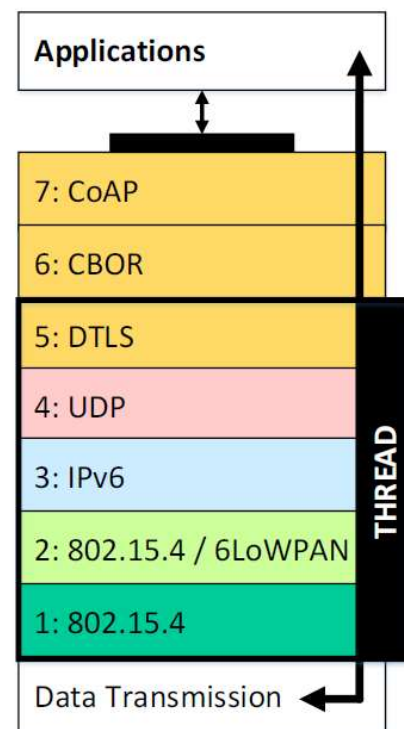 Applications
7: CoAP
6: CBOR
5: DTLS
4: UDP
3: IPv6
2: 802.15.4 / 6LoWPAN
1: 802.15.4
THREAD
Data Transmission